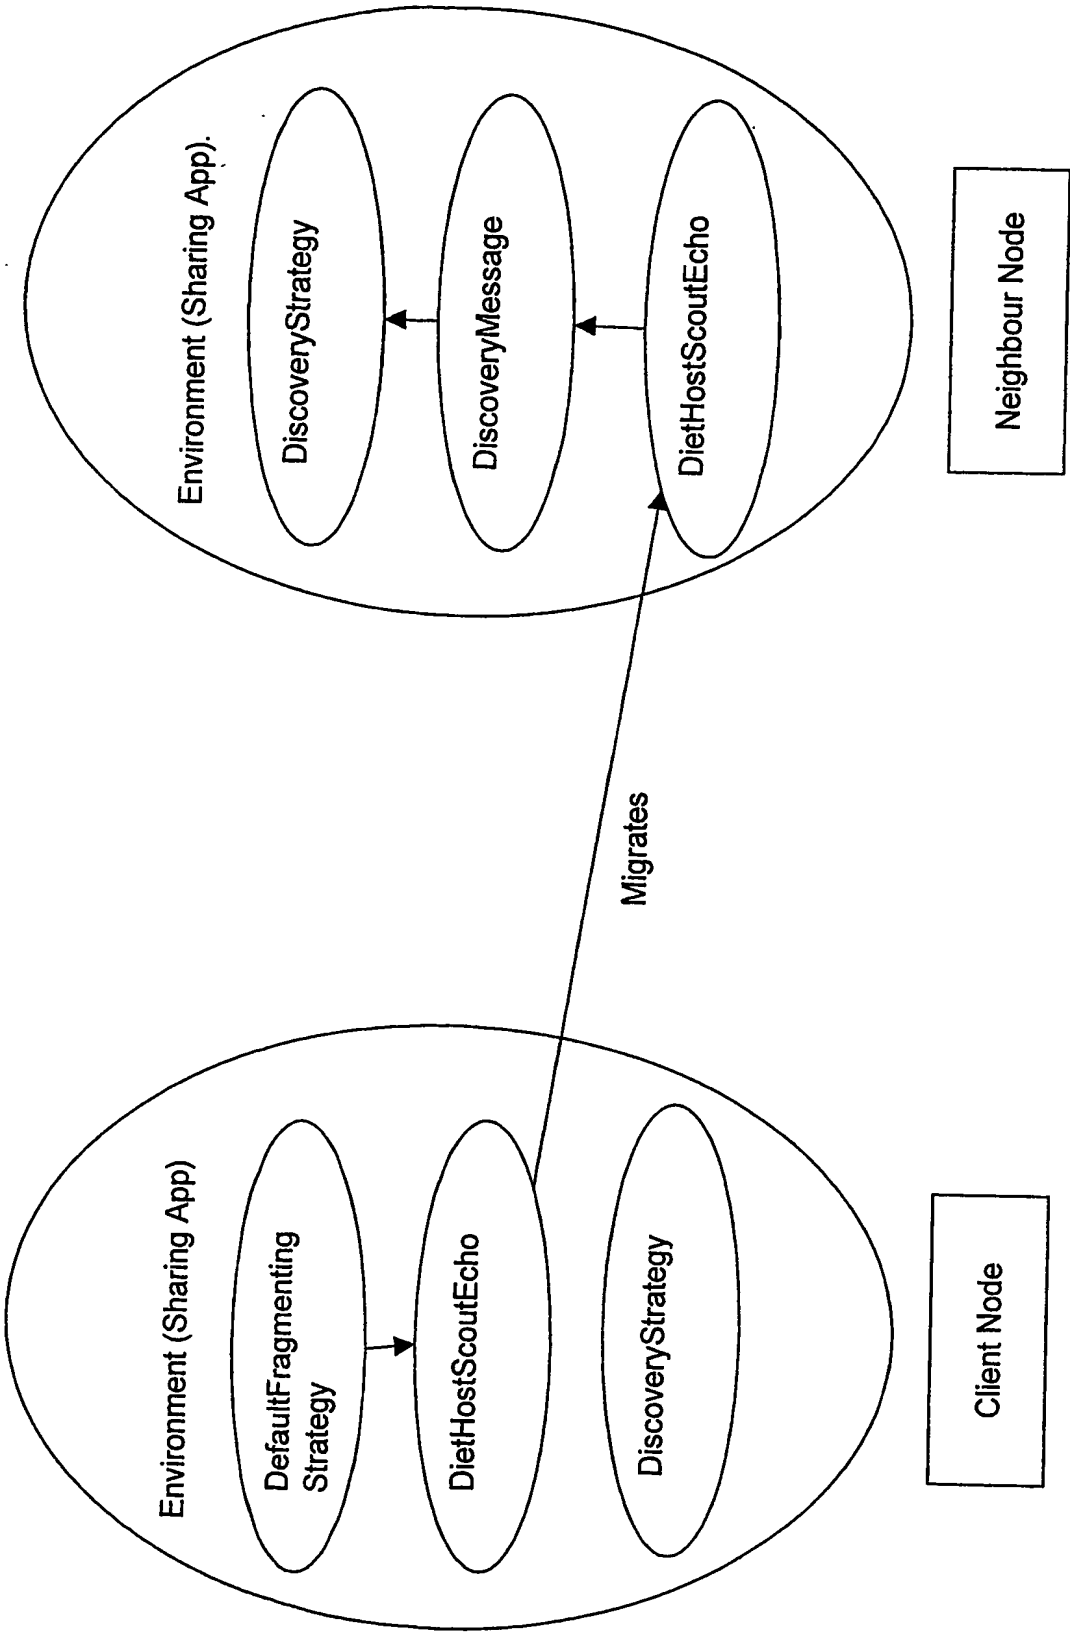 Environment (Sharing App)
DefaultFragmenting
Strategy
DietHostScoutEcho
DiscoveryStrategy
Client Node
Migrates
Environment (Sharing App).
DiscoveryStrategy
DiscoveryMessage
DietHostScoutEcho
Neighbour Node